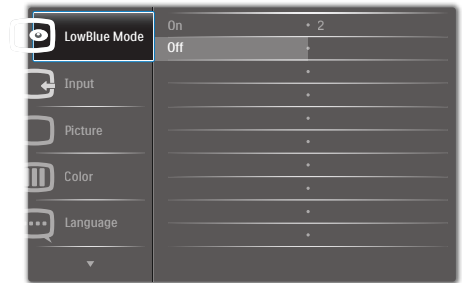 LowBlue Mode
On • 2
Off •
•
Input
•
•
Picture
•
•
Color
•
•
Language
•